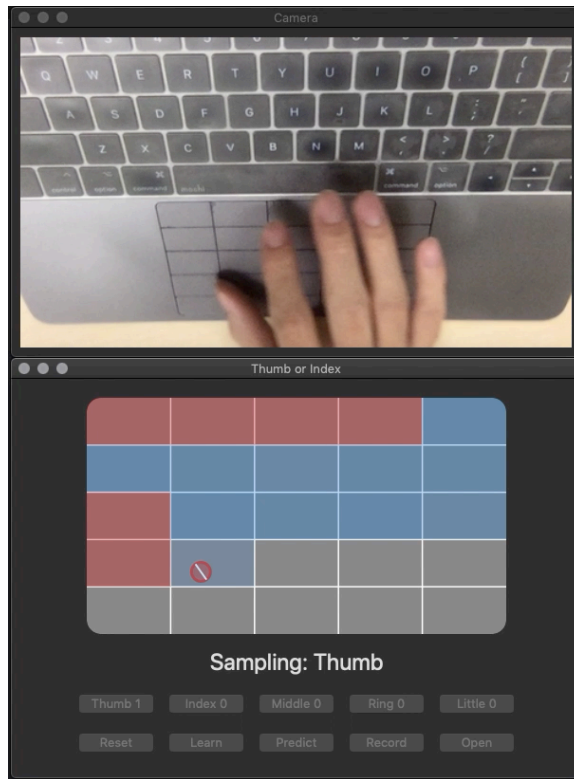 Camera
Q W E R T Y U I O P { [ } ]
A S D F G H J K L : ; " '
Z X C V B N M < , > . ? /
control option command ⌘ ⌘ command option
Thumb or Index
Sampling: Thumb
Thumb 1 Index 0 Middle 0 Ring 0 Little 0
Reset Learn Predict Record Open